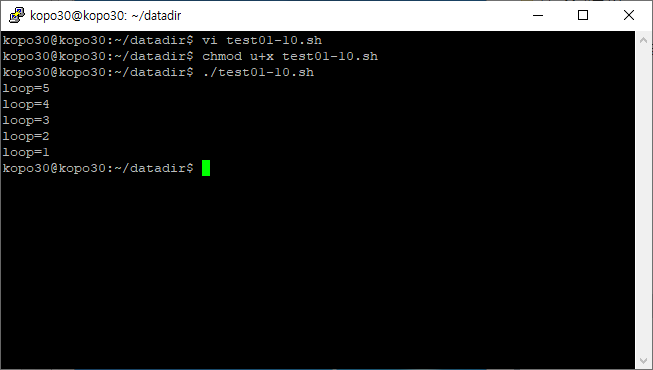 kopo30@kopo30: ~/datadir
kopo30@kopo30:~/datadir$ vi test01-10.sh
kopo30@kopo30:~/datadir$ chmod u+x test01-10.sh
kopo30@kopo30:~/datadir$ ./test01-10.sh
loop=5
loop=4
loop=3
loop=2
loop=1
kopo30@kopo30:~/datadir$